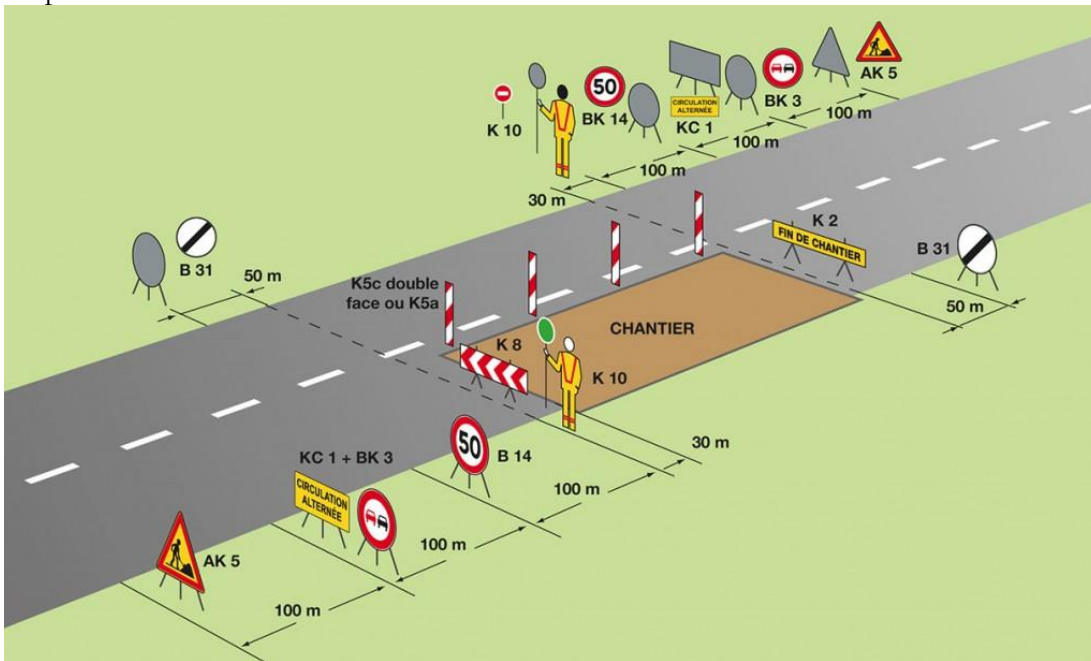 AK 5
BK 3
CIRCULATION
ALTERNÉE
KC 1
50
BK 14
K 10
100 m
100 m
100 m
30 m
B 31
50 m
K5c double
face ou K5a
K 2
FIN DE CHANTIER
B 31
50 m
CHANTIER
K 8
K 10
30 m
50
B 14
100 m
KC 1 + BK 3
CIRCULATION
ALTERNÉE
100 m
AK 5
100 m